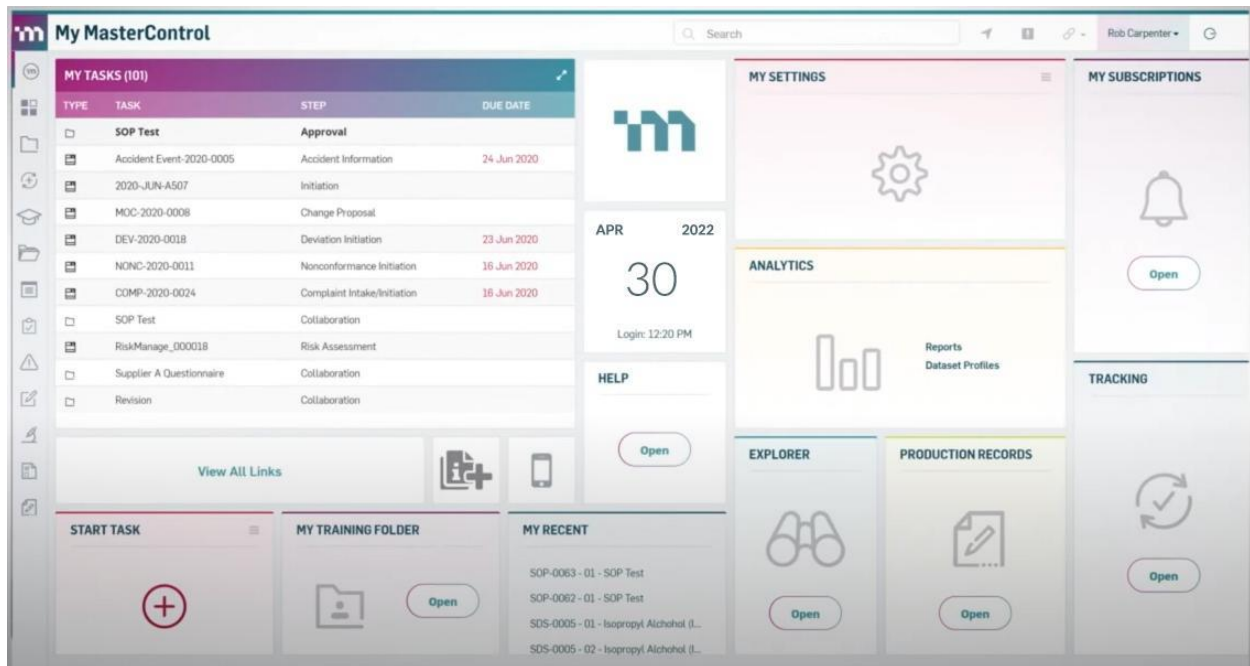 My MasterControl
Search
Rob Carpenter
MY TASKS (101)
TYPE TASK STEP DUE DATE
SOP Test Approval
Accident Event-2020-0005 Accident Information 24 Jun 2020
2020-JUN-A507 Initiation
MOC-2020-0008 Change Proposal
DEV-2020-0018 Deviation Initiation 23 Jun 2020
NONC-2020-0011 Nonconformance Initiation 16 Jun 2020
COMP-2020-0024 Complaint Intake/Initiation 16 Jun 2020
SOP Test Collaboration
RiskManage_000018 Risk Assessment
Supplier A Questionnaire Collaboration
Revision Collaboration
View All Links
APR 2022
30
Login: 12:20 PM
HELP
Open
MY SETTINGS
ANALYTICS
Reports
Dataset Profiles
MY SUBSCRIPTIONS
Open
TRACKING
Open
EXPLORER
Open
PRODUCTION RECORDS
Open
START TASK
MY TRAINING FOLDER
Open
MY RECENT
SOP-0063 - 01 - SOP Test
SOP-0062 - 01 - SOP Test
SDS-0005 - 01 - Isopropyl Alchohol (I...
SDS-0005 - 02 - Isopropyl Alchohol (I...